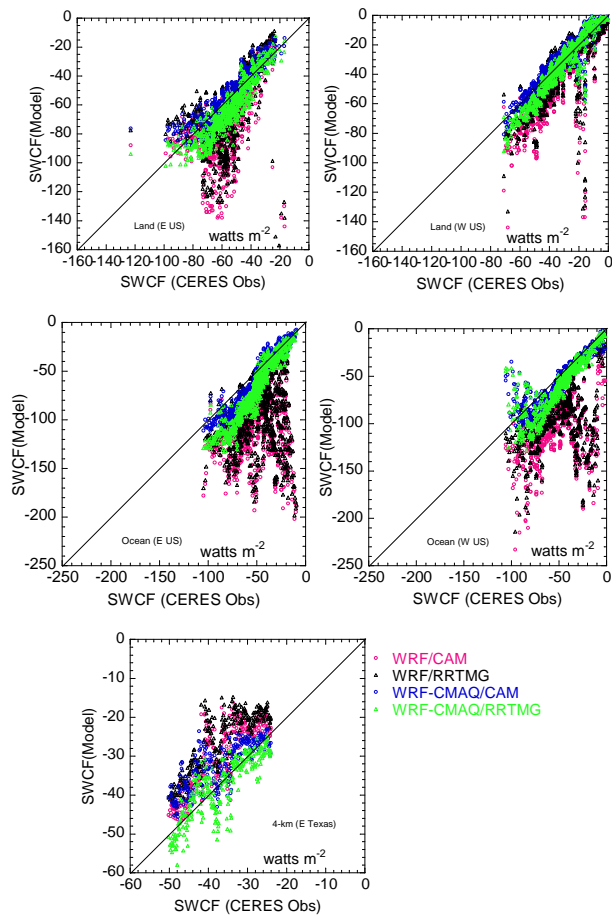 0
-20
-40
-60
-80
-100
-120
-140
-160
SWCF(Model)
Land (E US)
watts m-2
-160 -140 -120 -100 -80 -60 -40 -20 0
SWCF (CERES Obs)
0
-20
-40
-60
-80
-100
-120
-140
-160
SWCF(Model)
Land (W US)
watts m-2
-160 -140 -120 -100 -80 -60 -40 -20 0
SWCF (CERES Obs)
0
-50
-100
-150
-200
-250
SWCF(Model)
Ocean (E US)
watts m-2
-250 -200 -150 -100 -50 0
SWCF (CERES Obs)
0
-50
-100
-150
-200
-250
SWCF(Model)
Ocean (W US)
watts m-2
-250 -200 -150 -100 -50 0
SWCF (CERES Obs)
0
-10
-20
-30
-40
-50
-60
SWCF(Model)
4-km (E Texas)
watts m-2
-60 -50 -40 -30 -20 -10 0
SWCF (CERES Obs)
WRF/CAM
WRF/RRTMG
WRF-CMAQ/CAM
WRF-CMAQ/RRTMG